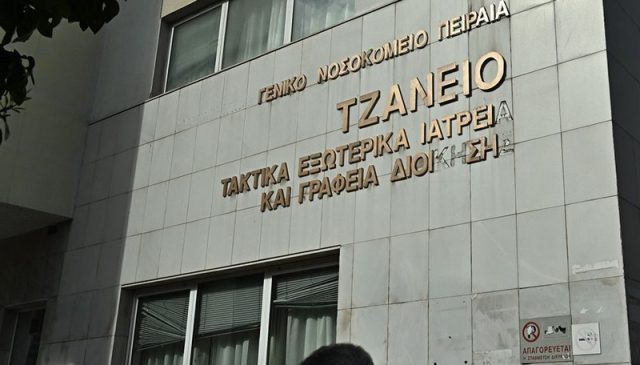 ΓΕΝΙΚΟ ΝΟΣΟΚΟΜΕΙΟ ΠΕΙΡΑΙΑ
ΤΖΑΝΕΙΟ
ΤΑΚΤΙΚΑ ΕΞΩΤΕΡΙΚΑ ΙΑΤΡΕΙΑ
ΚΑΙ ΓΡΑΦΕΙΑ ΔΙΟΙΚΗΣΗΣ
ΑΠΑΓΟΡΕΥΕΤΑΙ